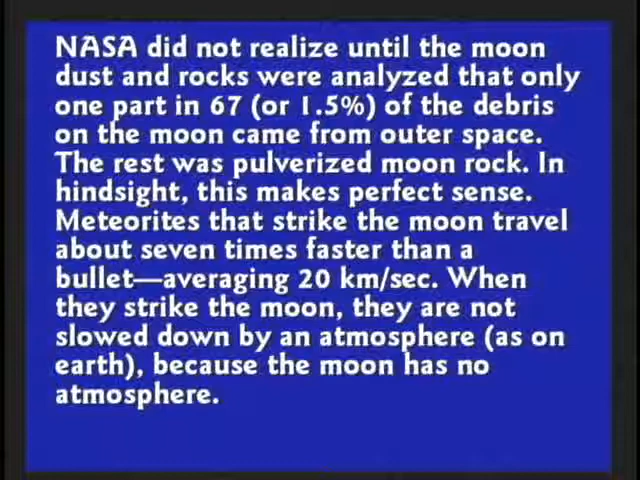 NASA did not realize until the moon
dust and rocks were analyzed that only
one part in 67 (or 1.5%) of the debris
on the moon came from outer space.
The rest was pulverized moon rock. In
hindsight, this makes perfect sense.
Meteorites that strike the moon travel
about seven times faster than a
bullet—averaging 20 km/sec. When
they strike the moon, they are not
slowed down by an atmosphere (as on
earth), because the moon has no
atmosphere.